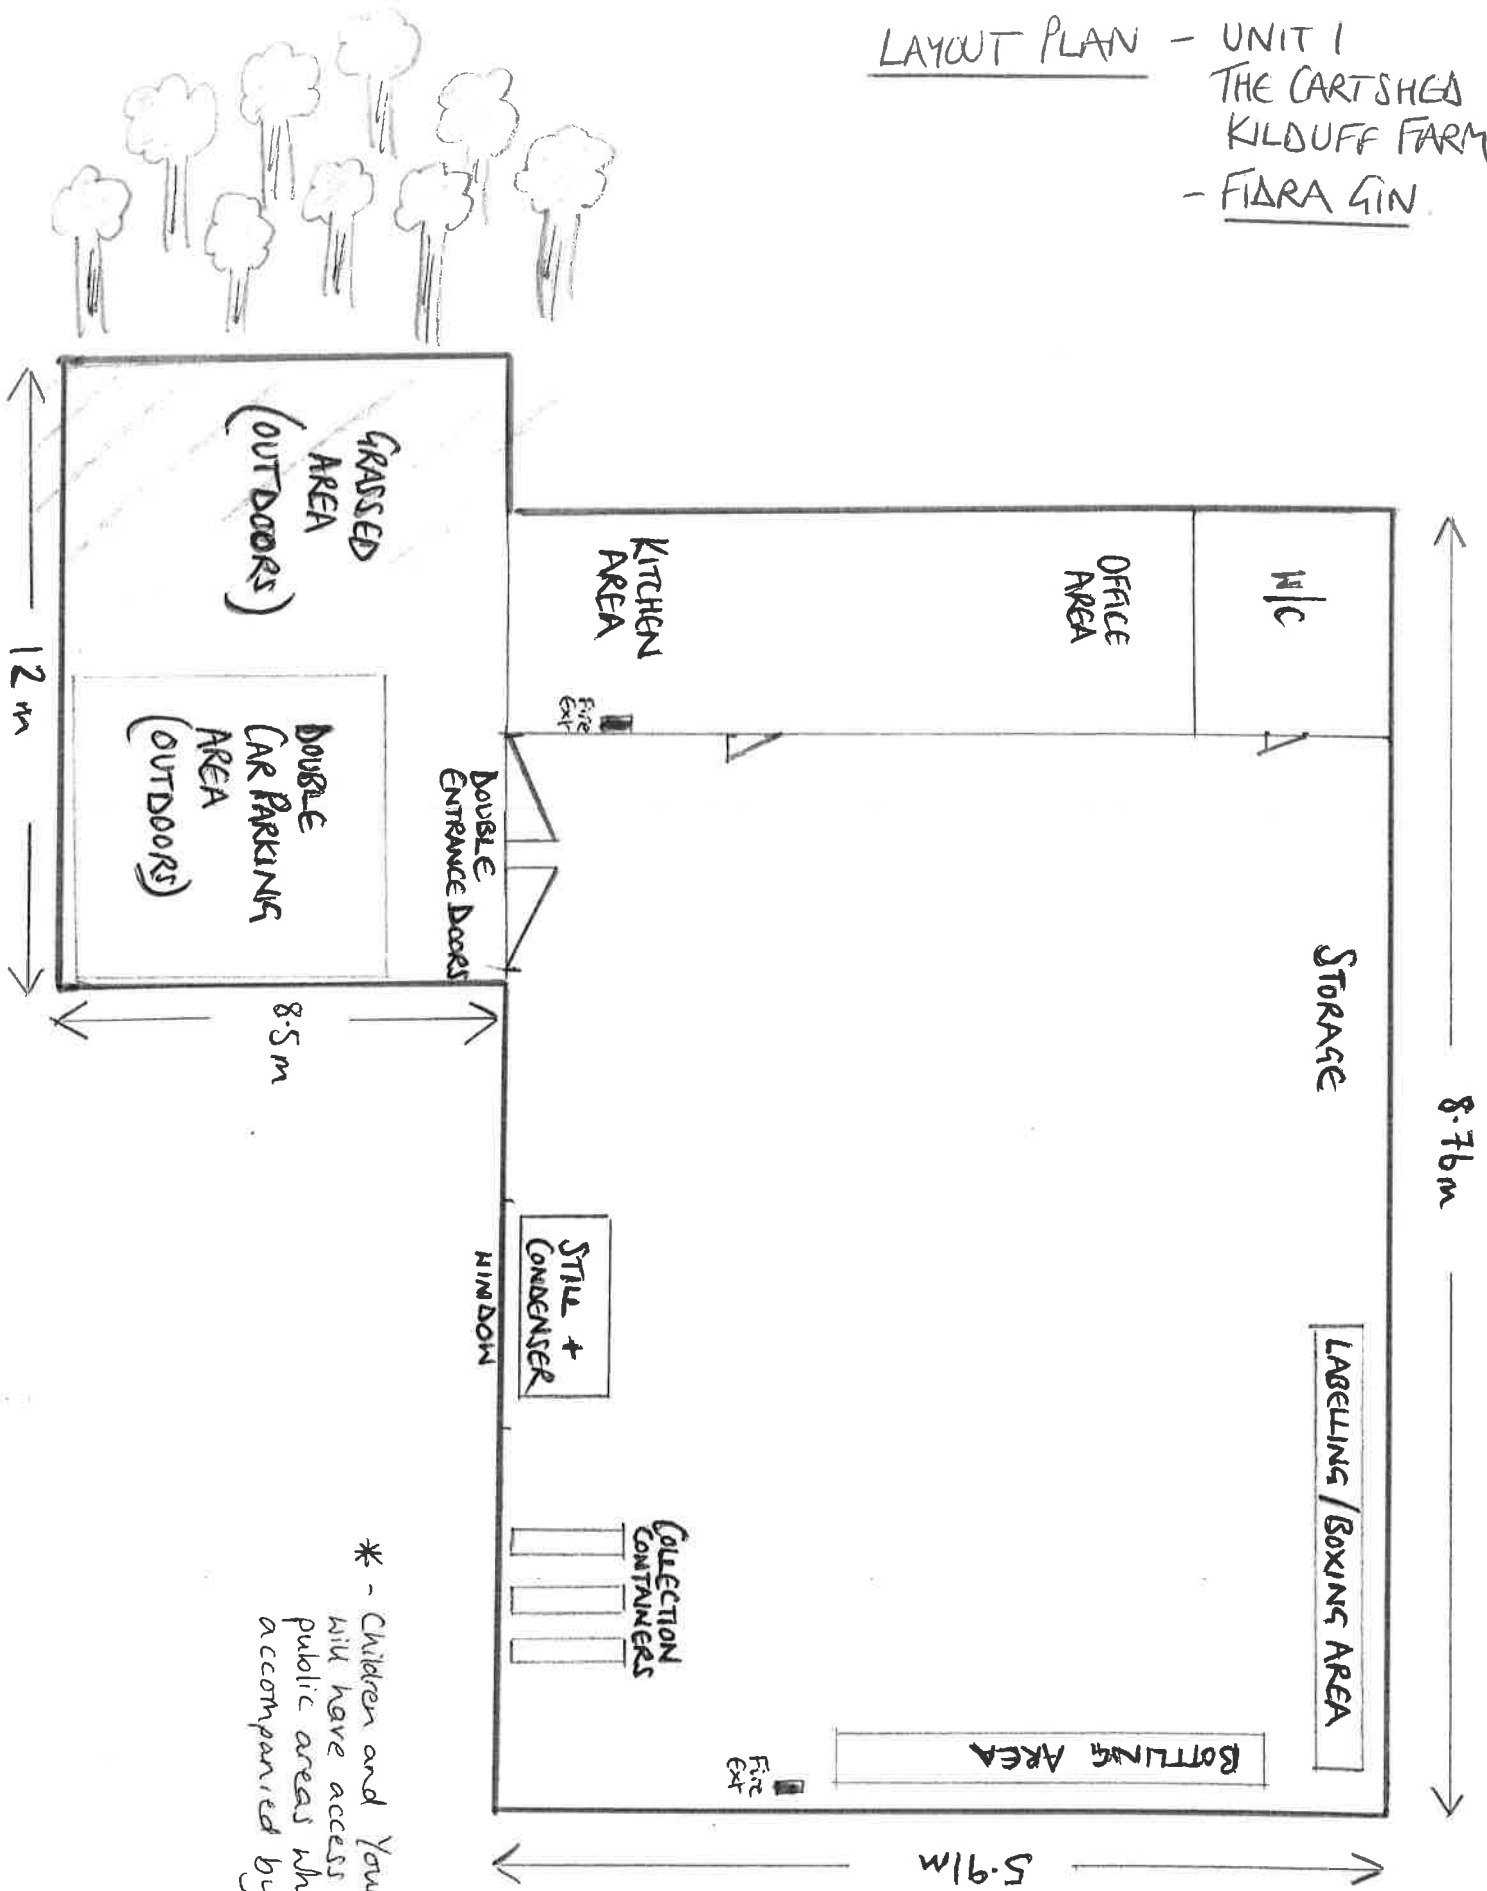 LAYOUT PLAN - UNIT 1
THE CARTSHED
KILDUFF FARM
- FIDRA GIN
GRASSED
AREA
(OUTDOORS)
12m
DOUBLE
CAR PARKING
AREA
(OUTDOORS)
8.5m
DOUBLE
ENTRANCE DOORS
KITCHEN
AREA
Fire
Ext
OFFICE
AREA
W/C
STORAGE
8.76m
WINDOW
STILL +
CONDENSER
COLLECTION
CONTAINERS
LABELLING/BOXING AREA
BOTTLING AREA
Fire
Ext
5.91m
* - Children and
will have access
public areas
accompanied by